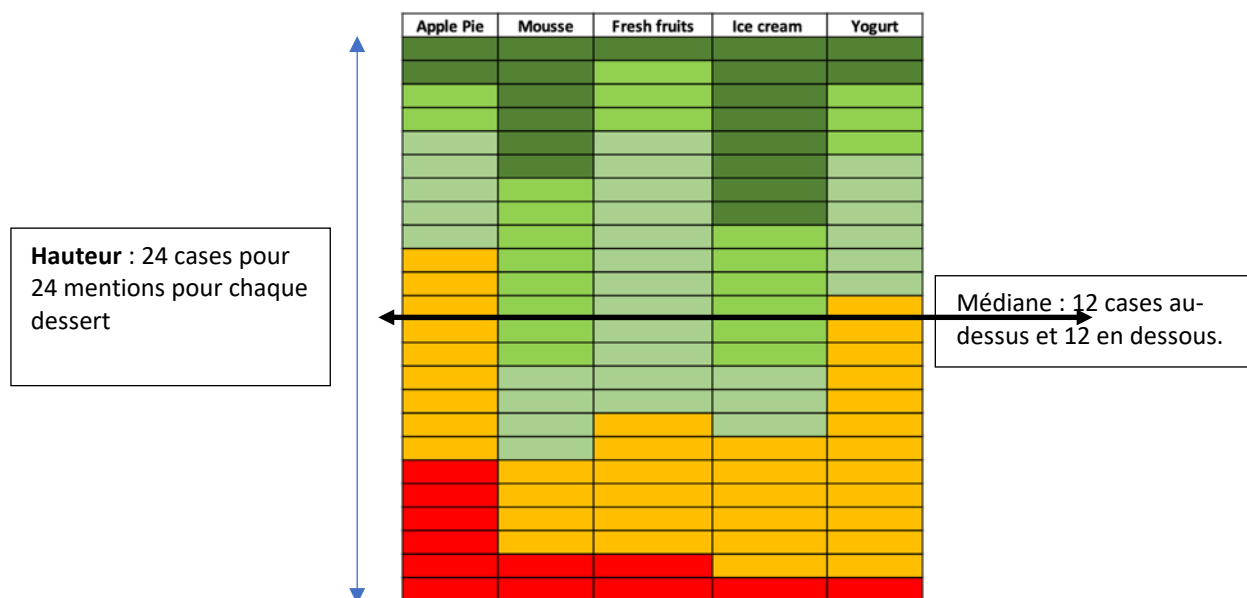 Apple Pie Mousse Fresh fruits Ice cream Yogurt
Hauteur : 24 cases pour
24 mentions pour chaque
dessert
Médiane : 12 cases au-
dessus et 12 en dessous.